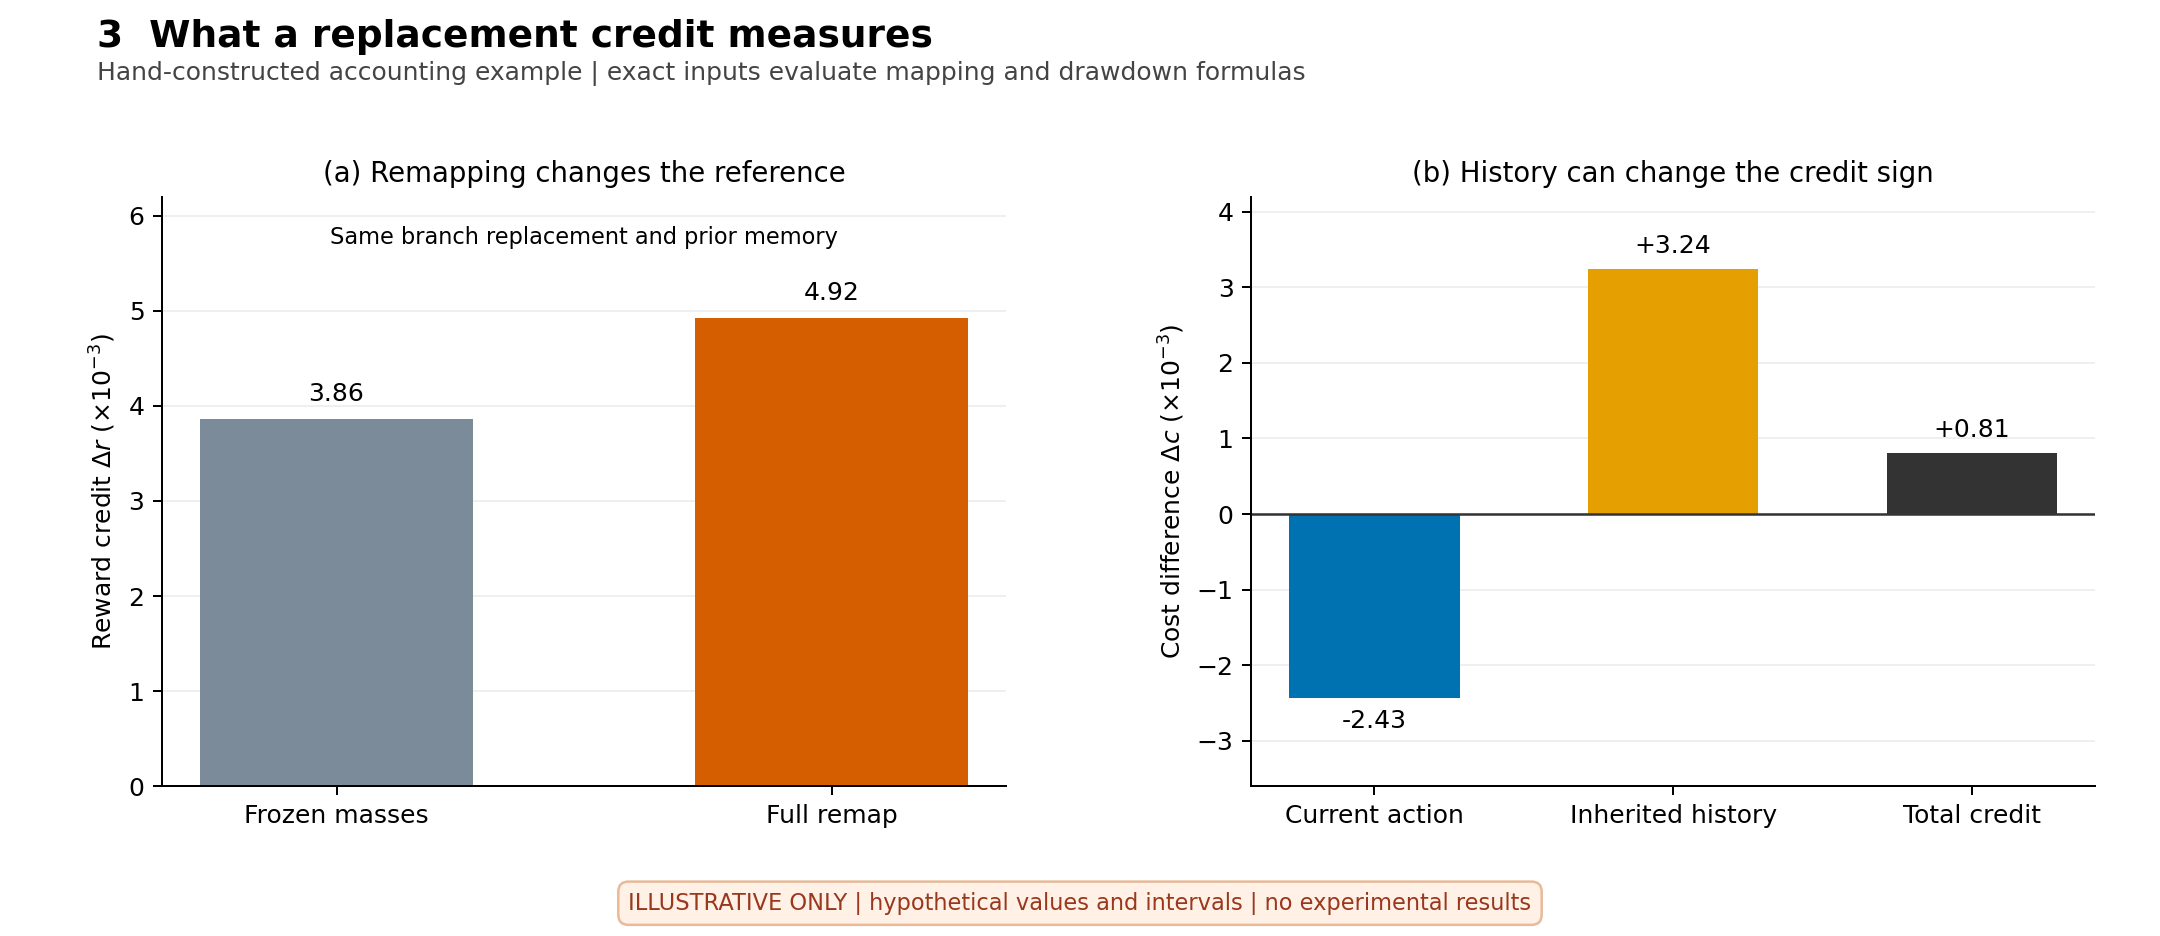 3 What a replacement credit measures
Hand-constructed accounting example | exact inputs evaluate mapping and drawdown formulas
(a) Remapping changes the reference
Same branch replacement and prior memory
Reward credit Δr (×10⁻³)
6
5
4
3
2
1
0
3.86
4.92
Frozen masses
Full remap
(b) History can change the credit sign
Cost difference Δc (×10⁻³)
4
3
2
1
0
−1
−2
−3
-2.43
+3.24
+0.81
Current action
Inherited history
Total credit
ILLUSTRATIVE ONLY | hypothetical values and intervals | no experimental results